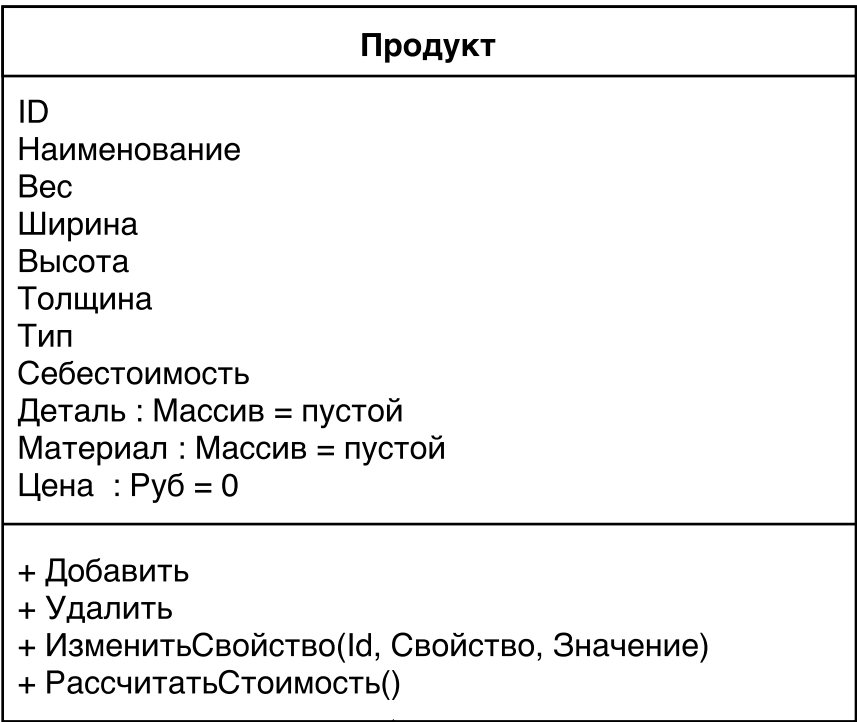 Продукт
ID
Наименование
Вес
Ширина
Высота
Толщина
Тип
Себестоимость
Деталь : Массив = пустой
Материал : Массив = пустой
Цена  : Руб = 0
+ Добавить
+ Удалить
+ ИзменитьСвойство(Id, Свойство, Значение)
+ РассчитатьСтоимость()